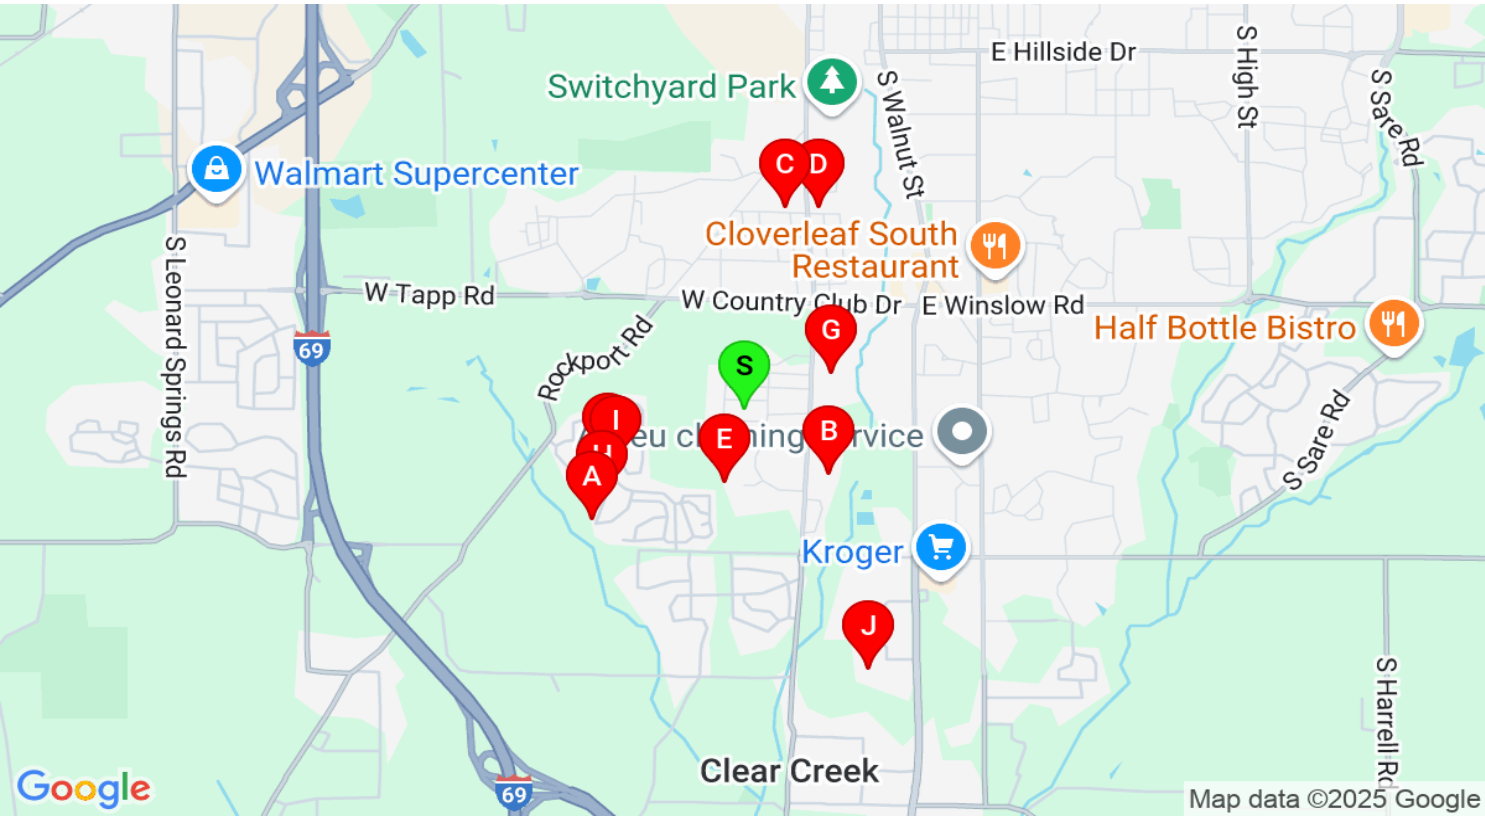 E Hillside Dr
S High St
S Sare Rd
Switchyard Park
S Walnut St
C
D
Walmart Supercenter
Cloverleaf South
Restaurant
S Leonard Springs Rd
W Tapp Rd
W Country Club Dr
E Winslow Rd
G
Half Bottle Bistro
69
Rockport Rd
S
I
E
B
H
A
S Sare Rd
Kroger
J
S Harrell Rd
Clear Creek
Google
69
Map data ©2025 Google